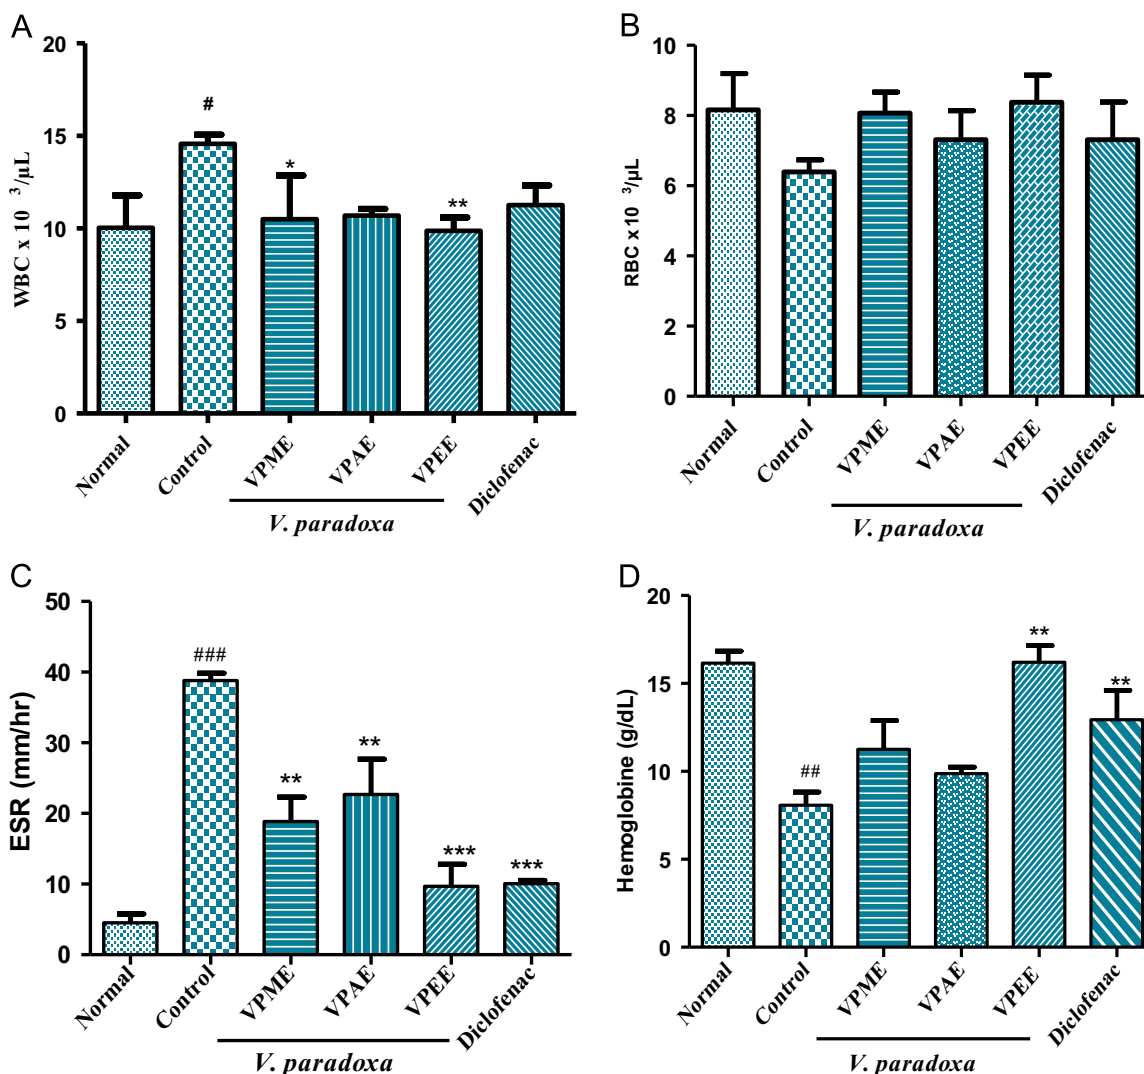 A
WBC x 10 3/µL
20
15
10
5
0
#
*
**
Normal
Control
VPME
VPAE
VPEE
Diclofenac
V. paradoxa
B
RBC x10 3/µL
10
8
6
4
2
0
Normal
Control
VPME
VPAE
VPEE
Diclofenac
V. paradoxa
C
ESR (mm/hr)
50
40
30
20
10
0
###
**
**
***
***
Normal
Control
VPME
VPAE
VPEE
Diclofenac
V. paradoxa
D
Hemoglobine (g/dL)
20
15
10
5
0
##
**
**
Normal
Control
VPME
VPAE
VPEE
Diclofenac
V. paradoxa